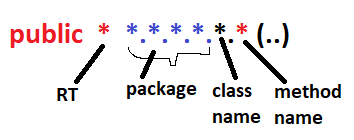 public * *.*.*.*.*.* (..)
RT
package
class name
method name